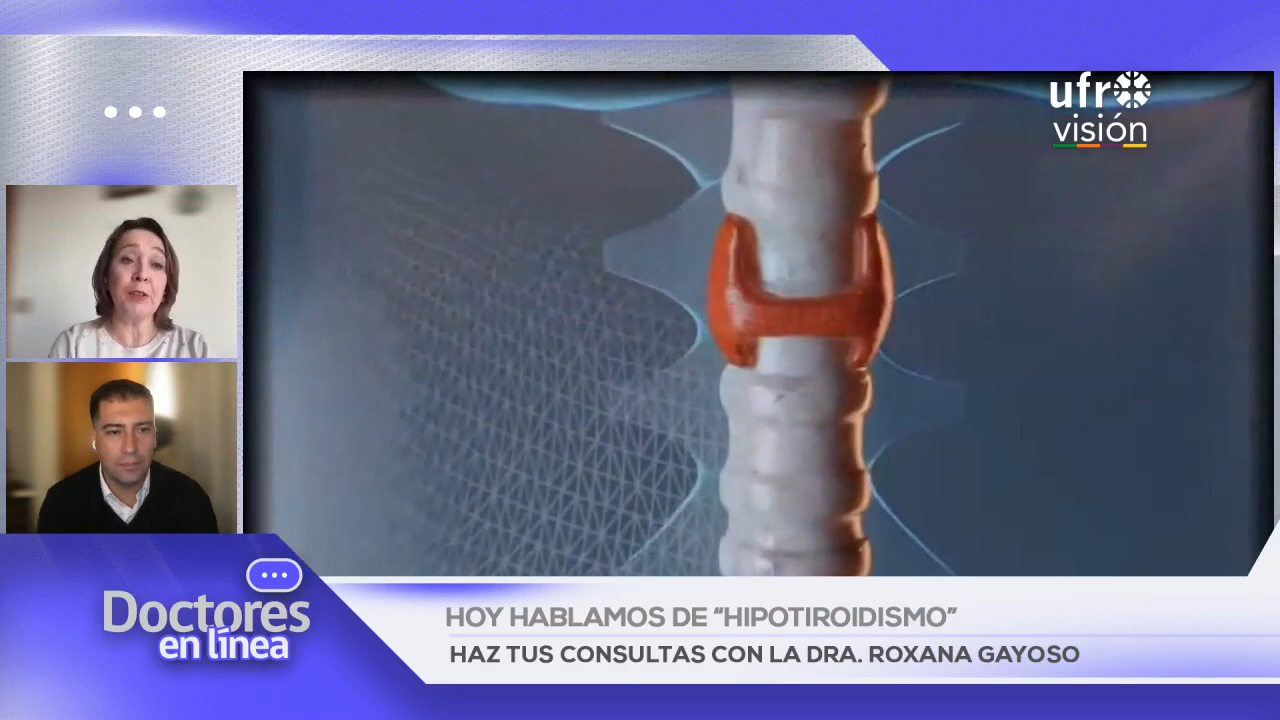 ufro
visión
Doctores
en línea
HOY HABLAMOS DE “HIPOTIROIDISMO”
HAZ TUS CONSULTAS CON LA DRA. ROXANA GAYOSO